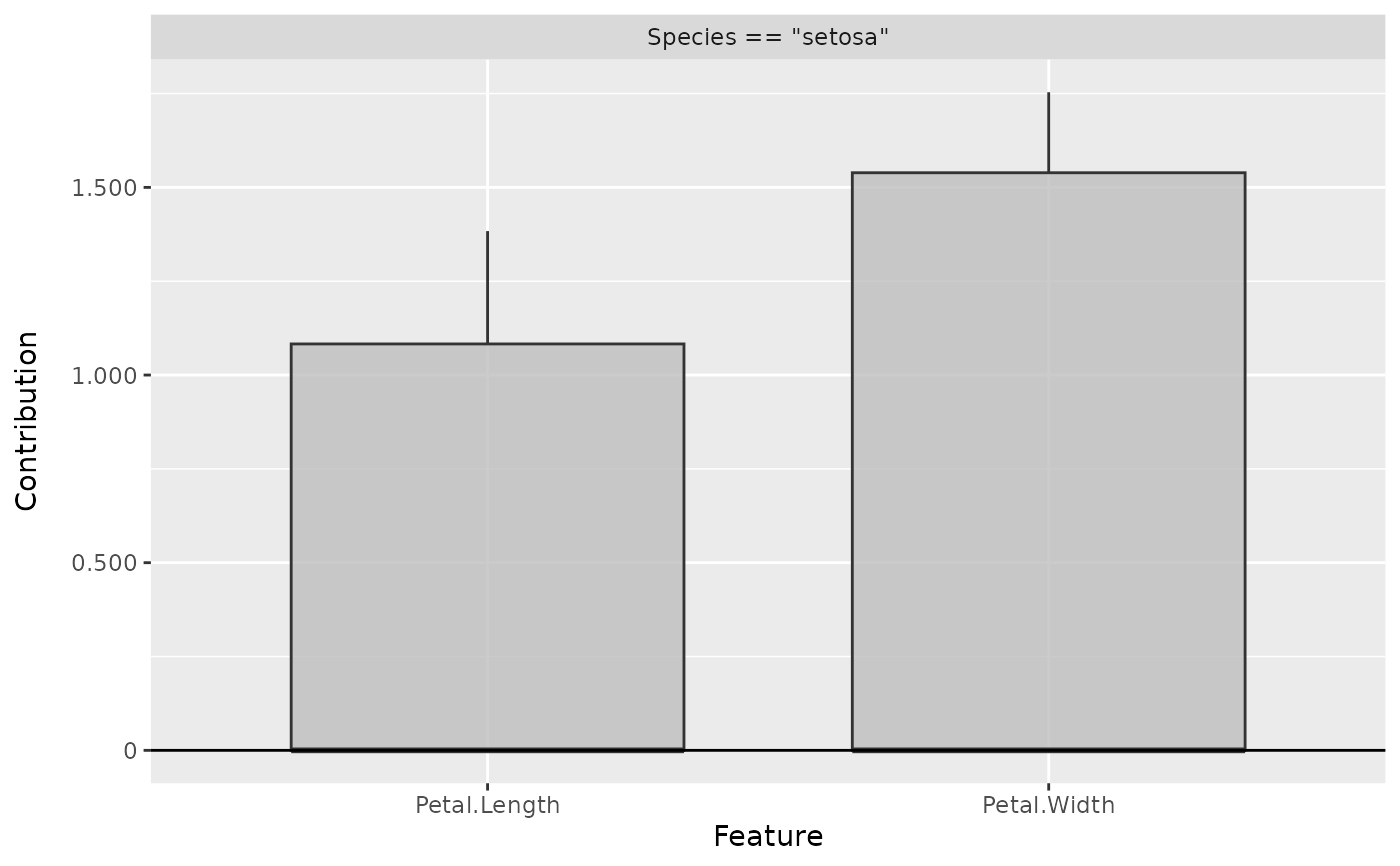 Species == "setosa"
Contribution
1.500
1.000
0.500
0
Petal.Length
Petal.Width
Feature